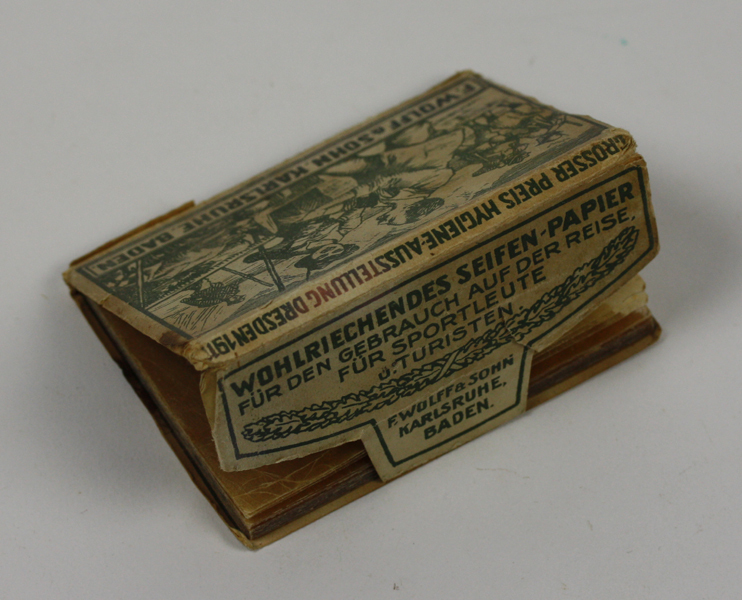 F. WOLFF & SOHN KARLSRUHE BADEN
GROSSER PREIS HYGIENE AUSSTELLUNG DRESDEN
WOHLRIECHENDES SEIFEN-PAPIER
FÜR DEN GEBRAUCH AUF DER REISE,
FÜR SPORTLEUTE
U. TURISTEN.
F. WOLFF & SOHN
KARLSRUHE,
BADEN.